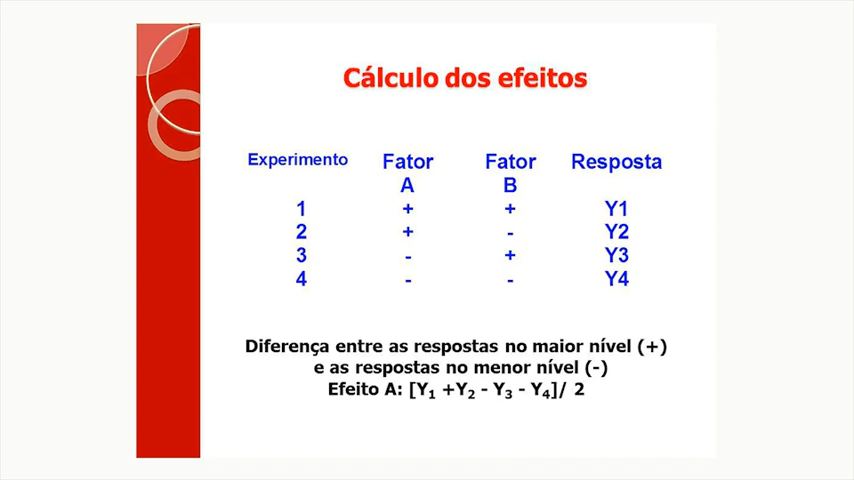 Cálculo dos efeitos
Experimento Fator A Fator B Resposta
1 + + Y1
2 + - Y2
3 - + Y3
4 - - Y4
Diferença entre as respostas no maior nível (+)
e as respostas no menor nível (-)
Efeito A: [Y₁ +Y₂ - Y₃ - Y₄]/ 2